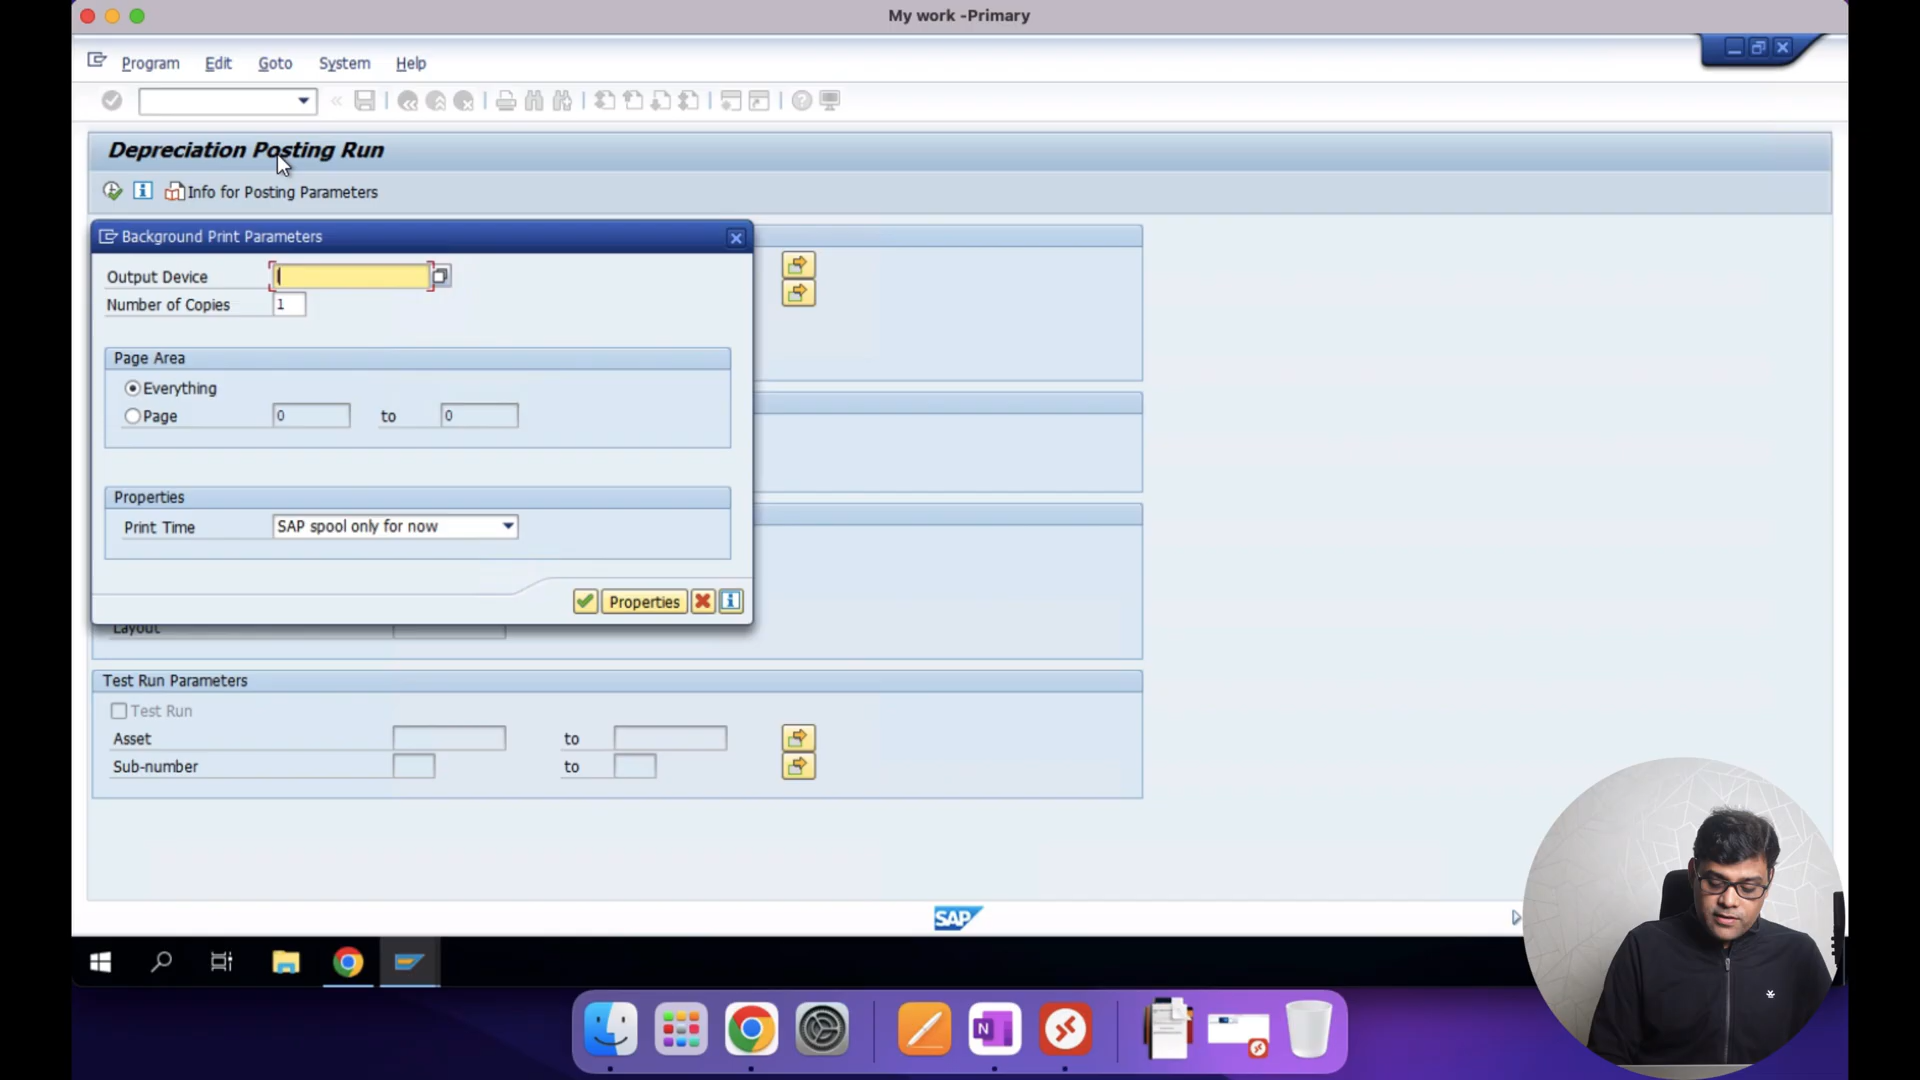 My work -Primary
Program Edit Goto System Help
Depreciation Posting Run
Info for Posting Parameters
Background Print Parameters
Output Device
Number of Copies 1
Page Area
Everything
Page 0 to 0
Properties
Print Time SAP spool only for now
Properties
Layout
Test Run Parameters
Test Run
Asset to
Sub-number to
SAP
N